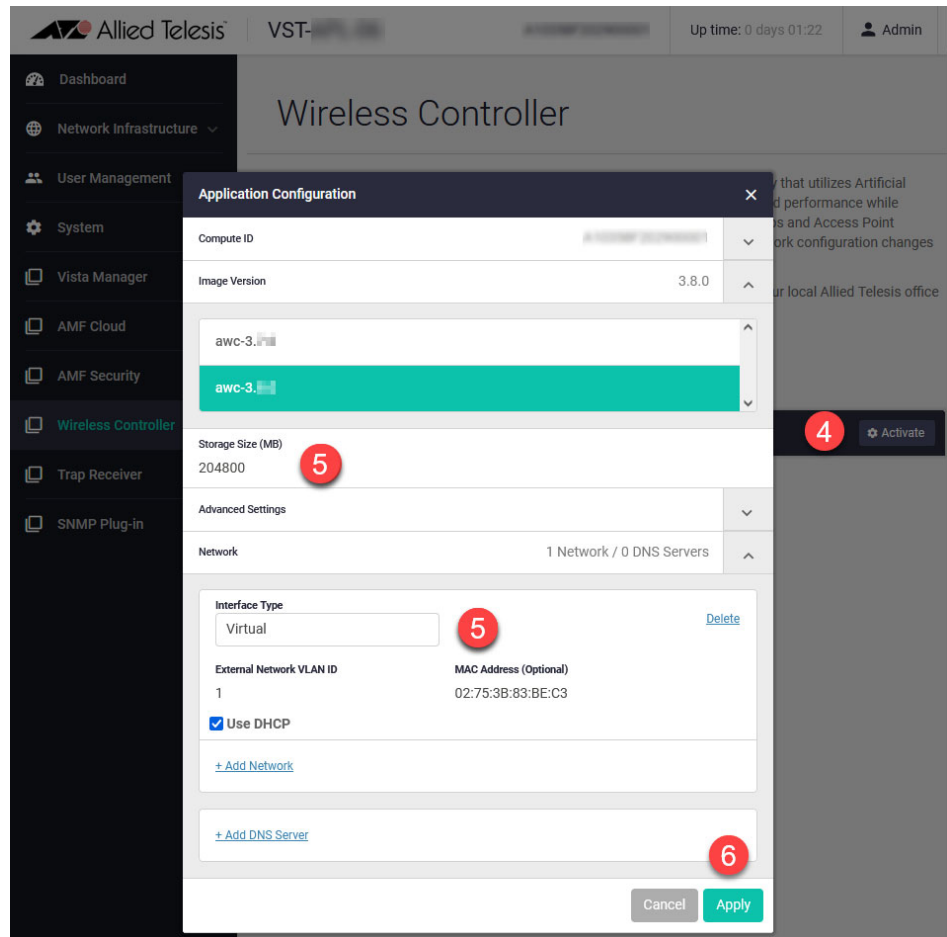 Allied Telesis
VST-
Up time: 0 days 01:22
Admin
Dashboard
Network Infrastructure
User Management
System
Vista Manager
AMF Cloud
AMF Security
Wireless Controller
Trap Receiver
SNMP Plug-in
Wireless Controller
y that utilizes Artificial
d performance while
s and Access Point
ork configuration changes
ur local Allied Telesis office
4
Activate
Application Configuration
Compute ID
Image Version 3.8.0
awc-3.
awc-3.
Storage Size (MB)
204800
5
Advanced Settings
Network 1 Network / 0 DNS Servers
Interface Type
Virtual
5
Delete
External Network VLAN ID MAC Address (Optional)
1 02:75:3B:83:BE:C3
Use DHCP
+ Add Network
+ Add DNS Server
6
Cancel Apply